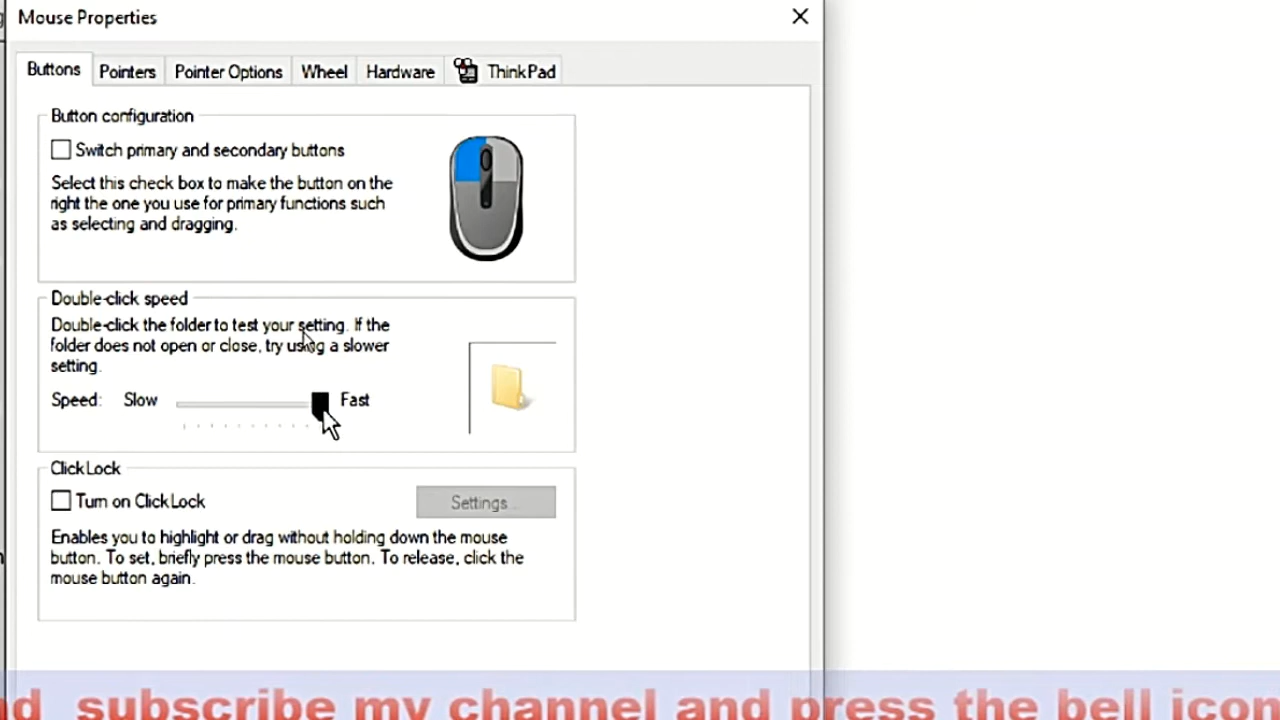 Mouse Properties
Buttons Pointers Pointer Options Wheel Hardware ThinkPad
Button configuration
Switch primary and secondary buttons
Select this check box to make the button on the
right the one you use for primary functions such
as selecting and dragging.
Double-click speed
Double-click the folder to test your setting. If the
folder does not open or close, try using a slower
setting.
Speed: Slow Fast
ClickLock
Turn on ClickLock Settings...
Enables you to highlight or drag without holding down the mouse
button. To set, briefly press the mouse button. To release, click the
mouse button again.
subscribe my channel and press the bell icon